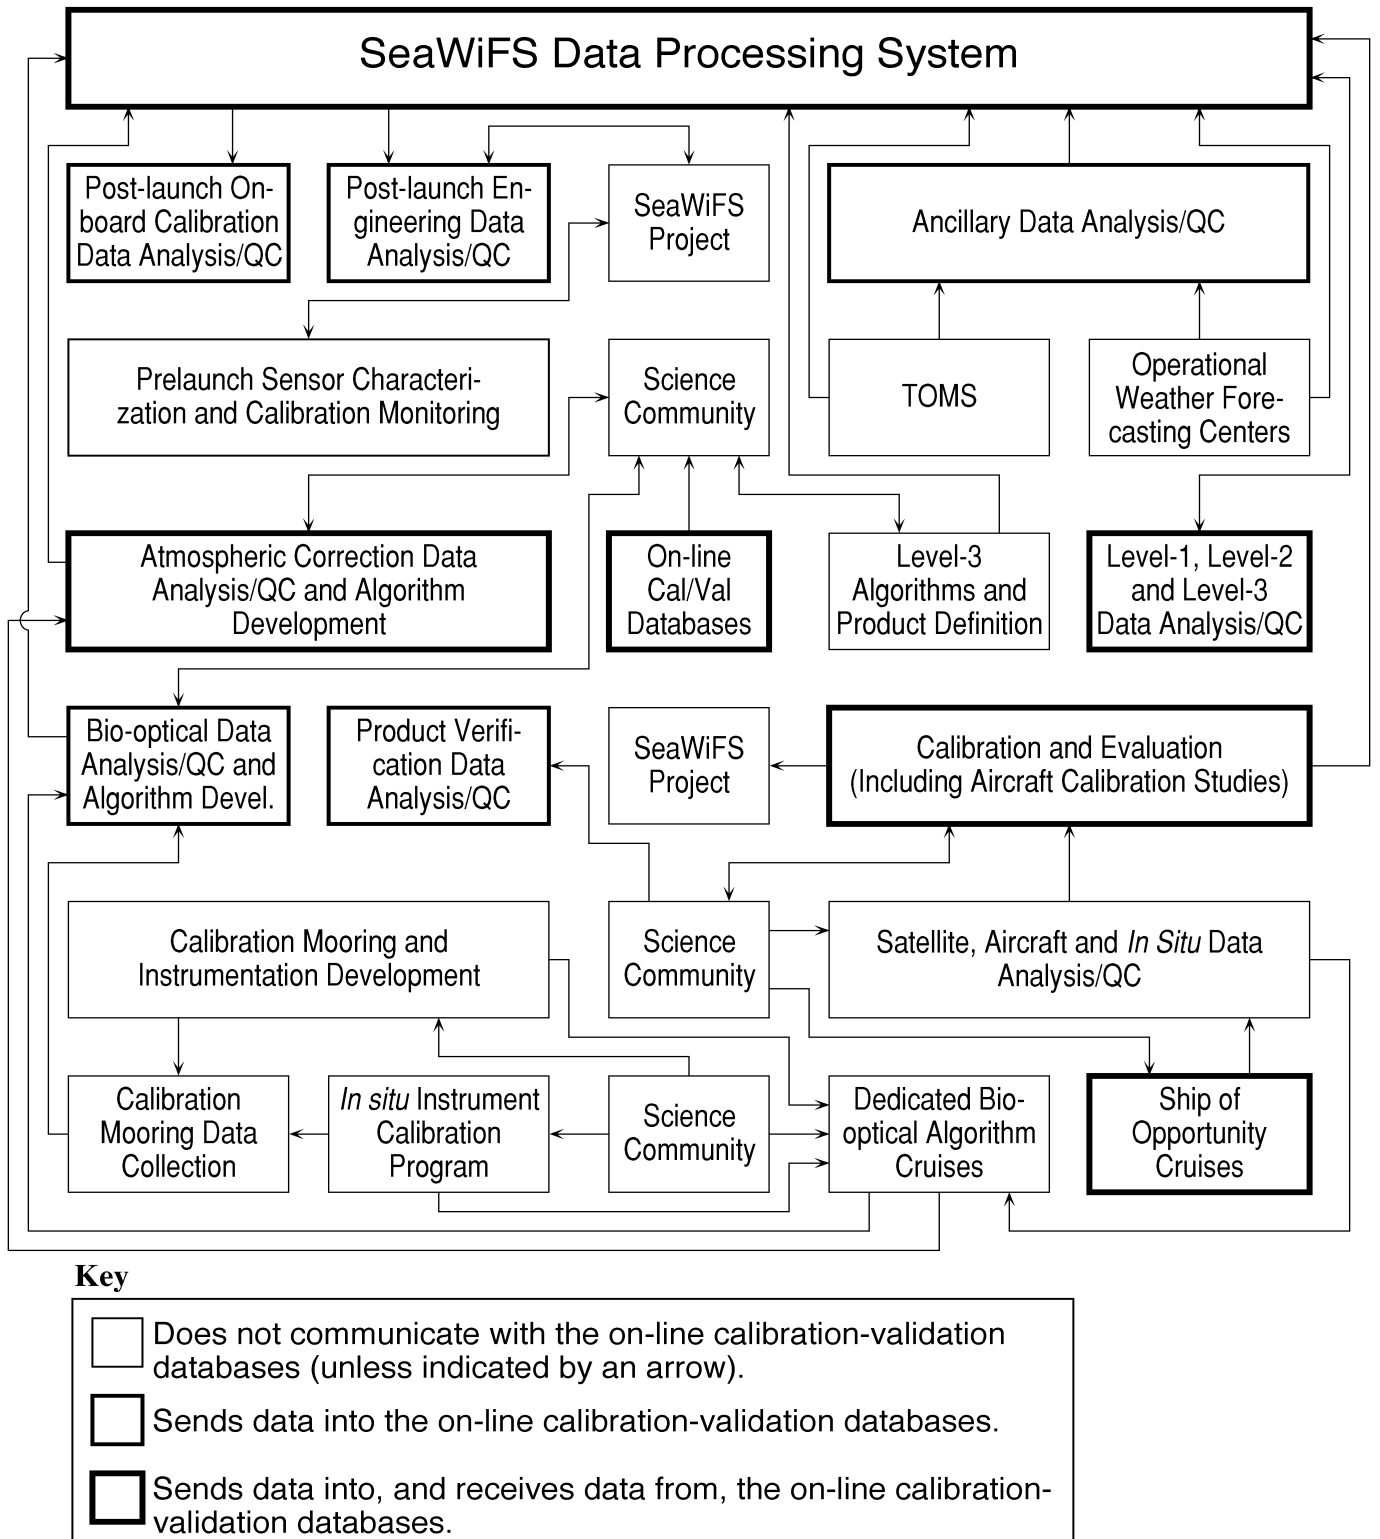 SeaWiFS Data Processing System
Post-launch On-
board Calibration
Data Analysis/QC
Post-launch En-
gineering Data
Analysis/QC
SeaWiFS
Project
Ancillary Data Analysis/QC
Prelaunch Sensor Characteri-
zation and Calibration Monitoring
Science
Community
TOMS
Operational
Weather Fore-
casting Centers
Atmospheric Correction Data
Analysis/QC and Algorithm
Development
On-line
Cal/Val
Databases
Level-3
Algorithms and
Product Definition
Level-1, Level-2
and Level-3
Data Analysis/QC
Bio-optical Data
Analysis/QC and
Algorithm Devel.
Product Verifi-
cation Data
Analysis/QC
SeaWiFS
Project
Calibration and Evaluation
(Including Aircraft Calibration Studies)
Calibration Mooring and
Instrumentation Development
Science
Community
Satellite, Aircraft and In Situ Data
Analysis/QC
Calibration
Mooring Data
Collection
In situ Instrument
Calibration
Program
Science
Community
Dedicated Bio-
optical Algorithm
Cruises
Ship of
Opportunity
Cruises
Key
Does not communicate with the on-line calibration-validation
databases (unless indicated by an arrow).
Sends data into the on-line calibration-validation databases.
Sends data into, and receives data from, the on-line calibration-
validation databases.